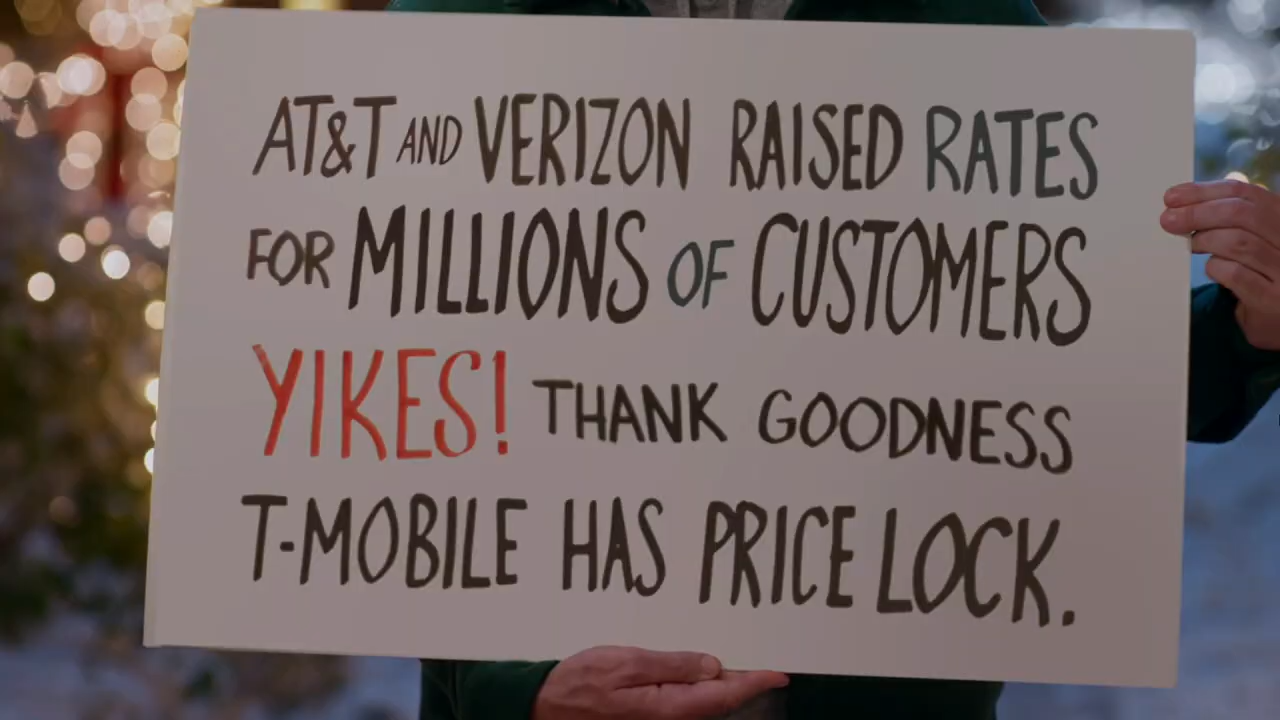 AT&T AND VERIZON RAISED RATES
FOR MILLIONS OF CUSTOMERS
YIKES! THANK GOODNESS
T-MOBILE HAS PRICE LOCK.